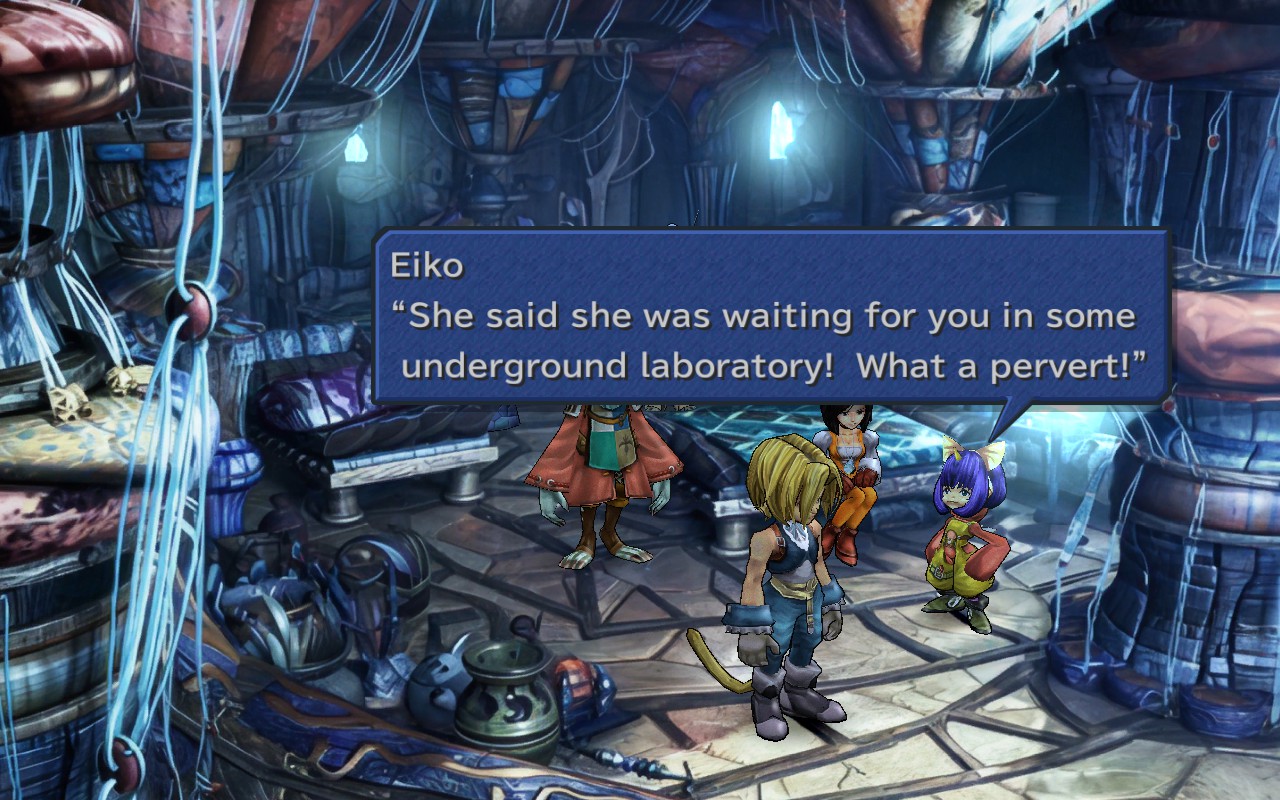 Eiko
“She said she was waiting for you in some
underground laboratory! What a pervert!”